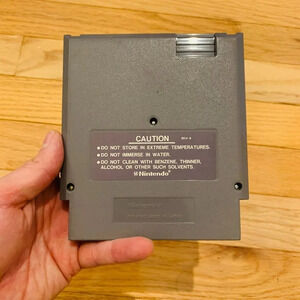 CAUTION
REV-A
•DO NOT STORE IN EXTREME TEMPERATURES.
•DO NOT IMMERSE IN WATER.
•DO NOT CLEAN WITH BENZENE, THINNER,
ALCOHOL OR OTHER SUCH SOLVENTS.
Nintendo